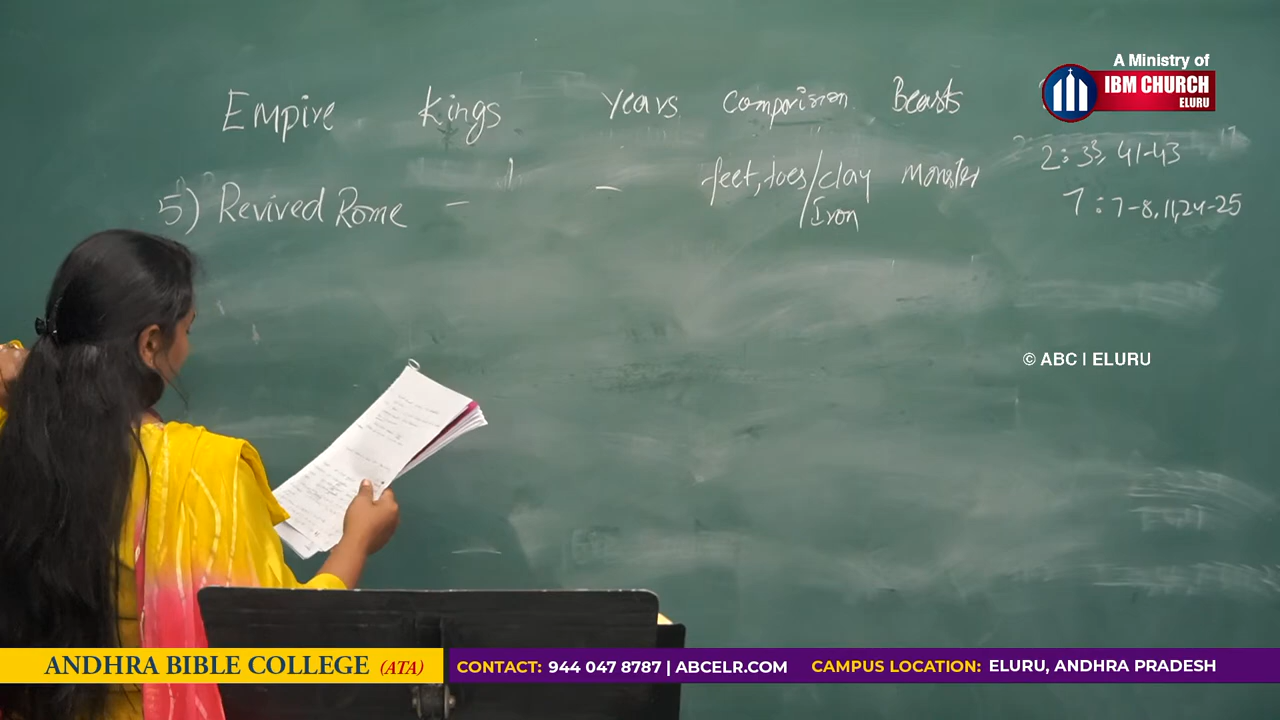 A Ministry of
IBM CHURCH
ELURU
Empire Kings Years Comparision Beasts
2: 33, 41-43
5) Revived Rome - - feet, toes/clay Monster
/Iron
7: 7-8, 11, 24-25
© ABC | ELURU
ANDHRA BIBLE COLLEGE (ATA)
CONTACT: 944 047 8787 | ABCELR.COM
CAMPUS LOCATION: ELURU, ANDHRA PRADESH